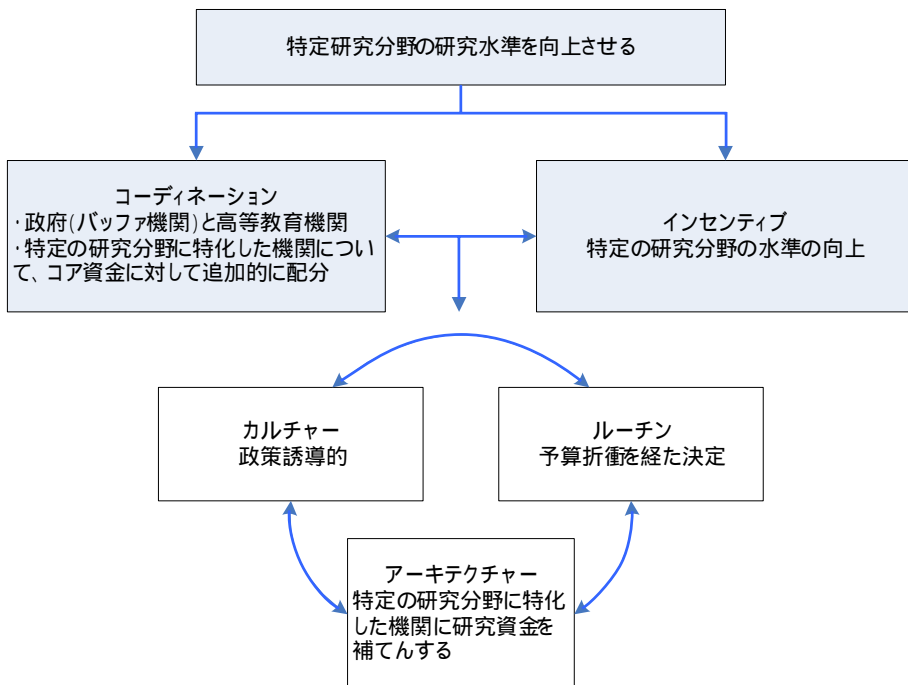 特定研究分野の研究水準を向上させる
コーディネーション
・政府(バッファ機関)と高等教育機関
・特定の研究分野に特化した機関につい
て、コア資金に対して追加的に配分
インセンティブ
特定の研究分野の水準の向上
カルチャー
政策誘導的
ルーチン
予算折衝を経た決定
アーキテクチャー
特定の研究分野に特化
した機関に研究資金を
補てんする